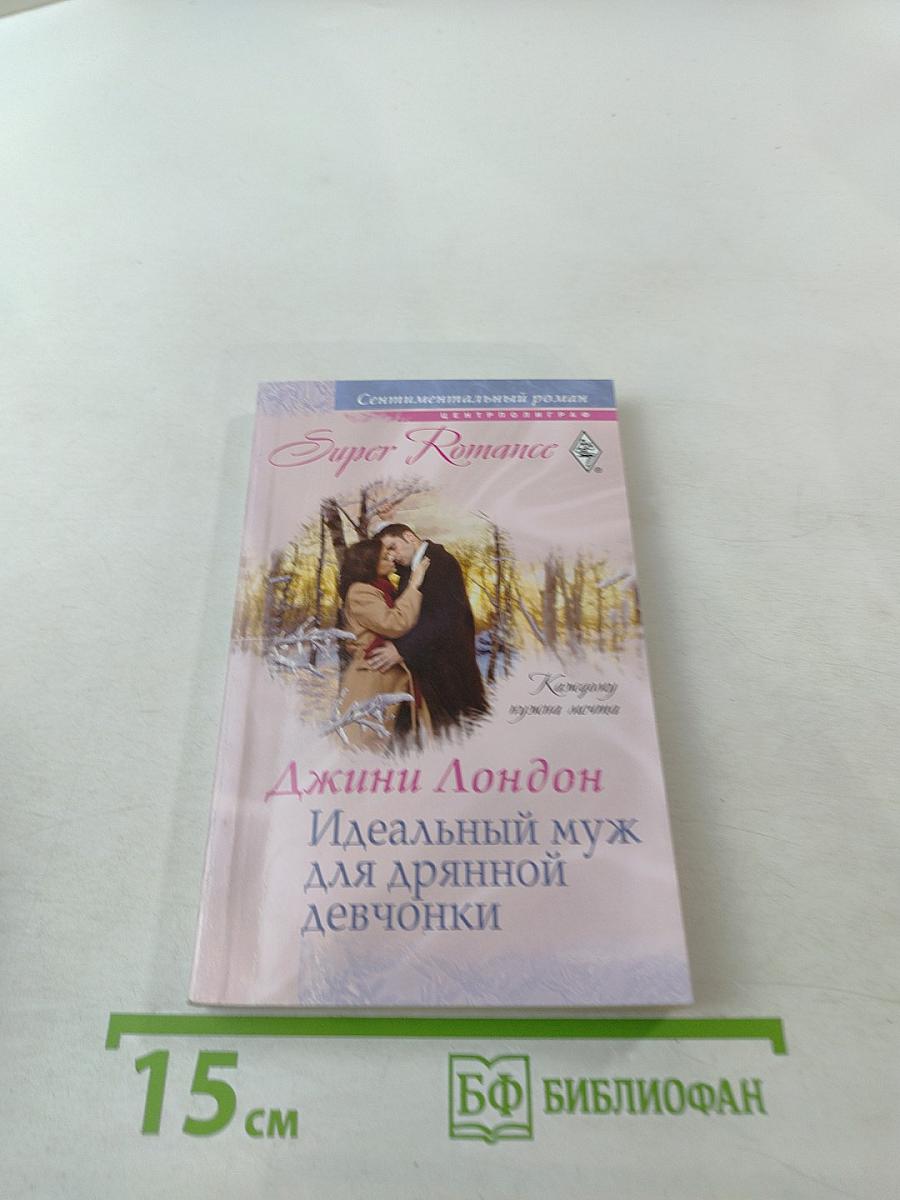 Сентиментальный роман
ЦЕНТРПОЛИГРАФ
Super Romance
®
Каждому
нужна мечта
Джини Лондон
Идеальный муж
для дрянной
девчонки
15 см
БФ БИБЛИОФАН